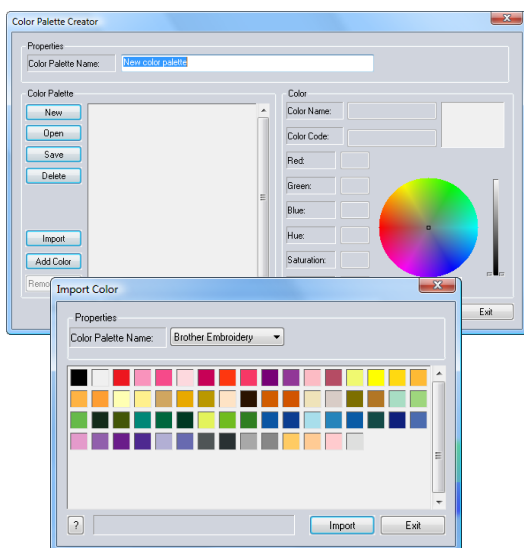 Color Palette Creator
Properties
Color Palette Name: New color palette
Color Palette
New
Open
Save
Delete
Import
Add Color
Remo
Color
Color Name:
Color Code:
Red:
Green:
Blue:
Hue:
Saturation:
Exit
Import Color
Properties
Color Palette Name: Brother Embroidery
?
Import Exit